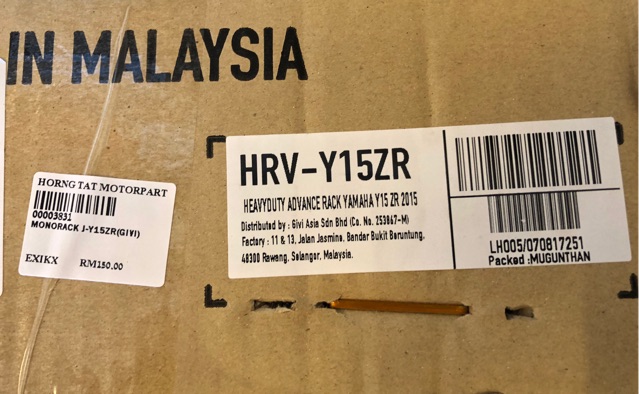 IN MALAYSIA
HORNG TAT MOTORPART
00003831
MONORACK J-Y15ZR(GIVI)
EXIKX RM150.00
HRV-Y15ZR
HEAVYDUTY ADVANCE RACK YAMAHA Y15 ZR 2015
Distributed by : Givi Asia Sdn Bhd (Co. No. 253867-M)
Factory : 11 & 13, Jalan Jasmine, Bandar Bukit Beruntung,
48300 Rawang, Selangor, Malaysia.
LH005/070817251
Packed :MUGUNTHAN